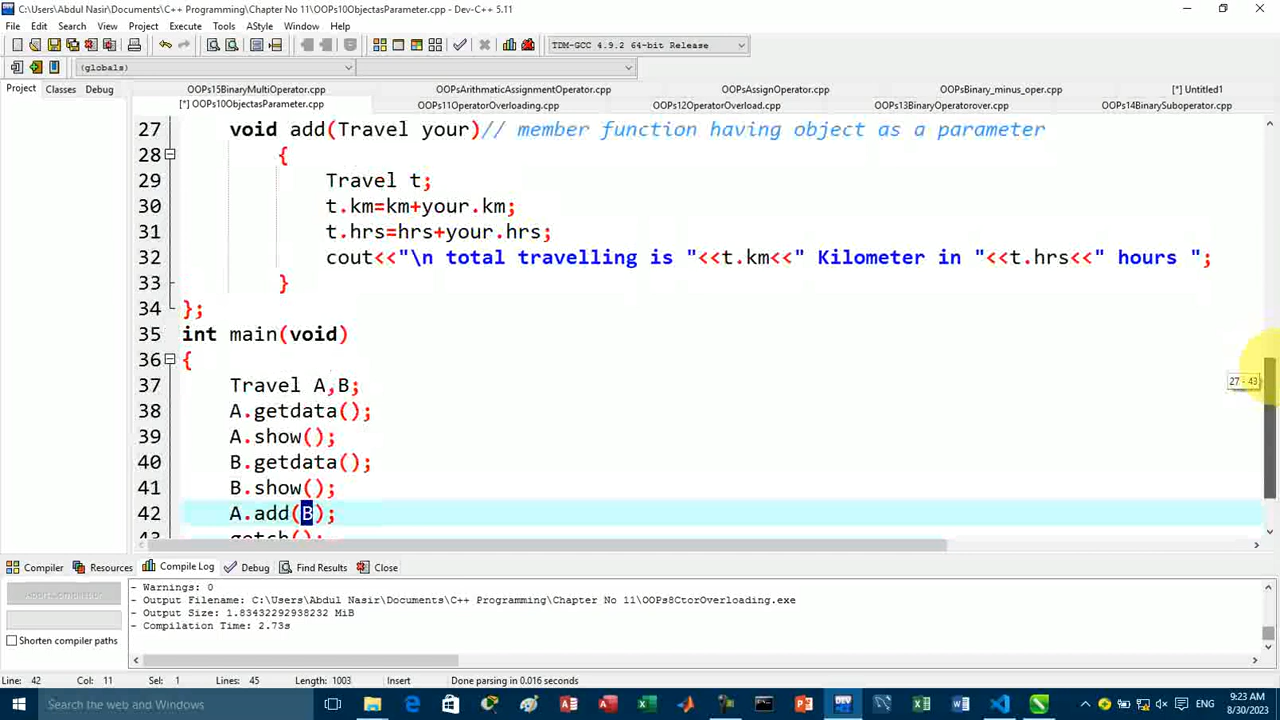 C:\Users\Abdul Nasir\Documents\C++ Programming\Chapter No 11\OOPs10ObjectasParameter.cpp - Dev-C++ 5.11
File Edit Search View Project Execute Tools AStyle Window Help
TDM-GCC 4.9.2 64-bit Release
(globals)
Project Classes Debug
OOPs15BinaryMultiOperator.cpp OOPsArithmaticAssignmentOperator.cpp OOPsAssignOperator.cpp OOPsBinary_minus_oper.cpp [*] Untitled1
[*] OOPs10ObjectasParameter.cpp OOPs11OperatorOverloading.cpp OOPs12OperatorOverload.cpp OOPs13BinaryOperatorover.cpp OOPs14BinarySuboperator.cpp
27 void add(Travel your)// member function having object as a parameter
28 {
29 Travel t;
30 t.km=km+your.km;
31 t.hrs=hrs+your.hrs;
32 cout<<"\n total travelling is "<<t.km<<" Kilometer in "<<t.hrs<<" hours ";
33 }
34 };
35 int main(void)
36 {
37 Travel A,B;
38 A.getdata();
39 A.show();
40 B.getdata();
41 B.show();
42 A.add(B);
43 getch();
27 - 43
Compiler Resources Compile Log Debug Find Results Close
- Warnings: 0
- Output Filename: C:\Users\Abdul Nasir\Documents\C++ Programming\Chapter No 11\OOPs8CtorOverloading.exe
- Output Size: 1.83432292938232 MiB
- Compilation Time: 2.73s
Shorten compiler paths
Line: 42 Col: 11 Sel: 1 Lines: 45 Length: 1003 Insert Done parsing in 0.016 seconds
Search the web and Windows
ENG
9:23 AM
8/30/2023